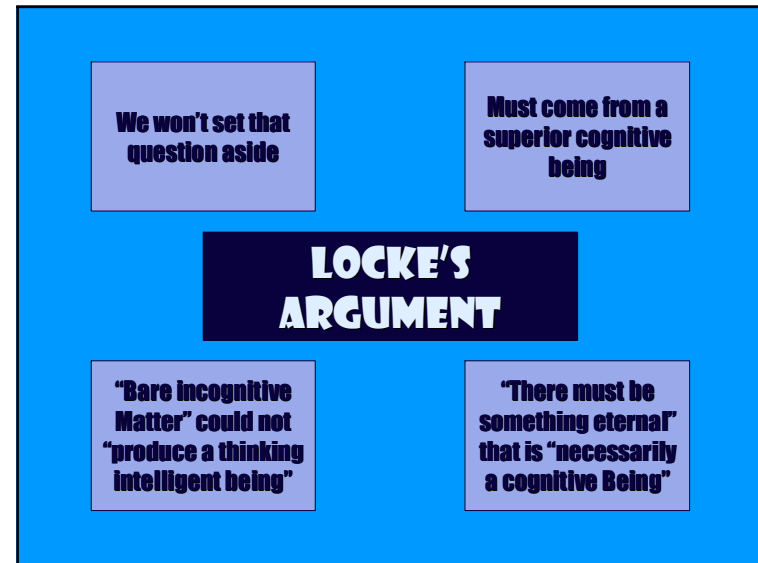 We won't set that
question aside
Must come from a
superior cognitive
being
LOCKE'S
ARGUMENT
“Bare incognitive
Matter” could not
“produce a thinking
intelligent being”
“There must be
something eternal”
that is “necessarily
a cognitive Being”